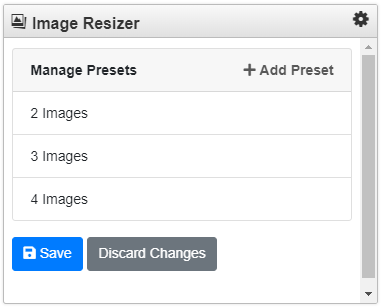 Image Resizer
Manage Presets + Add Preset
2 Images
3 Images
4 Images
Save Discard Changes